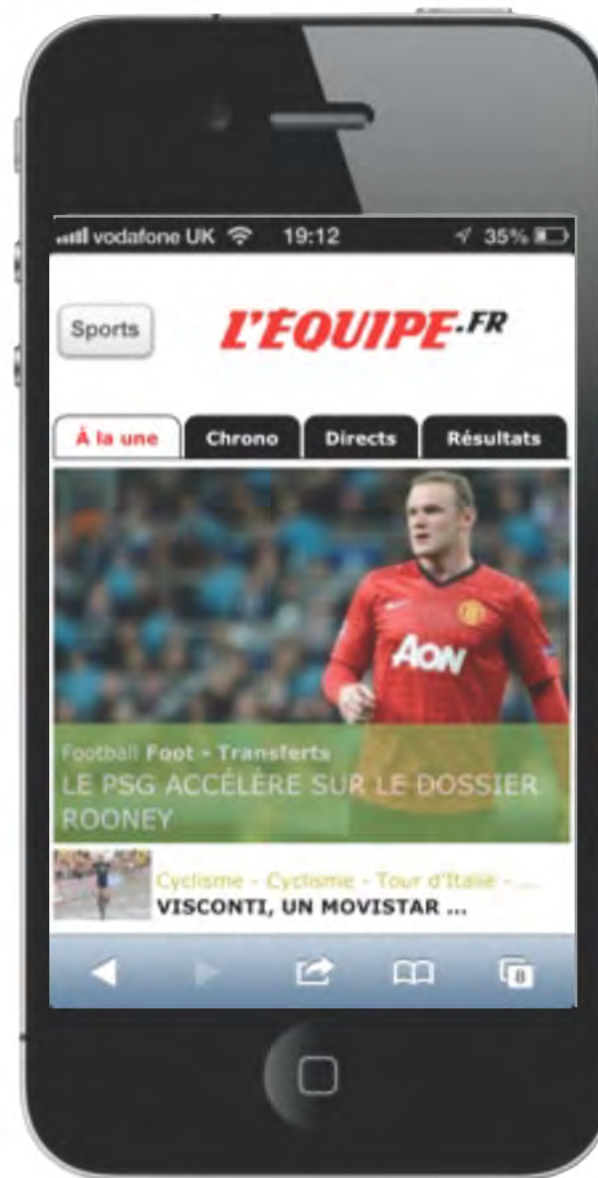 vodafone UK 19:12 35%
Sports L'ÉQUIPE.FR
À la une Chrono Directs Résultats
AON
Football Foot - Transferts
LE PSG ACCÉLÈRE SUR LE DOSSIER
ROONEY
Cyclisme - Cyclisme - Tour d'Italie - ...
VISCONTI, UN MOVISTAR ...
8